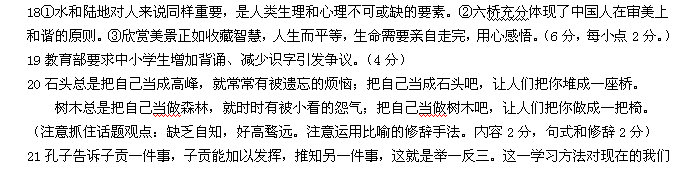 18①水和陆地对人来说同样重要，是人类生理和心理不可或缺的要素。②六桥充分体现了中国人在审美上
和谐的原则。③欣赏美景正如收藏智慧，人生而平等，生命需要亲自走完，用心感悟。（6分，每小点2分。）
19教育部要求中小学生增加背诵、减少识字引发争议。（4分）
20石头总是把自己当成高峰，就常常有被遗忘的烦恼；把自己当成石头吧，让人们把你堆成一座桥。
树木总是把自己当做森林，就时时有被小看的怨气；把自己当做树木吧，让人们把你做成一把椅。
（注意抓住话题观点：缺乏自知，好高骛远。注意运用比喻的修辞手法。内容2分，句式和修辞2分）
21孔子告诉子贡一件事，子贡能加以发挥，推知另一件事，这就是举一反三。这一学习方法对现在的我们